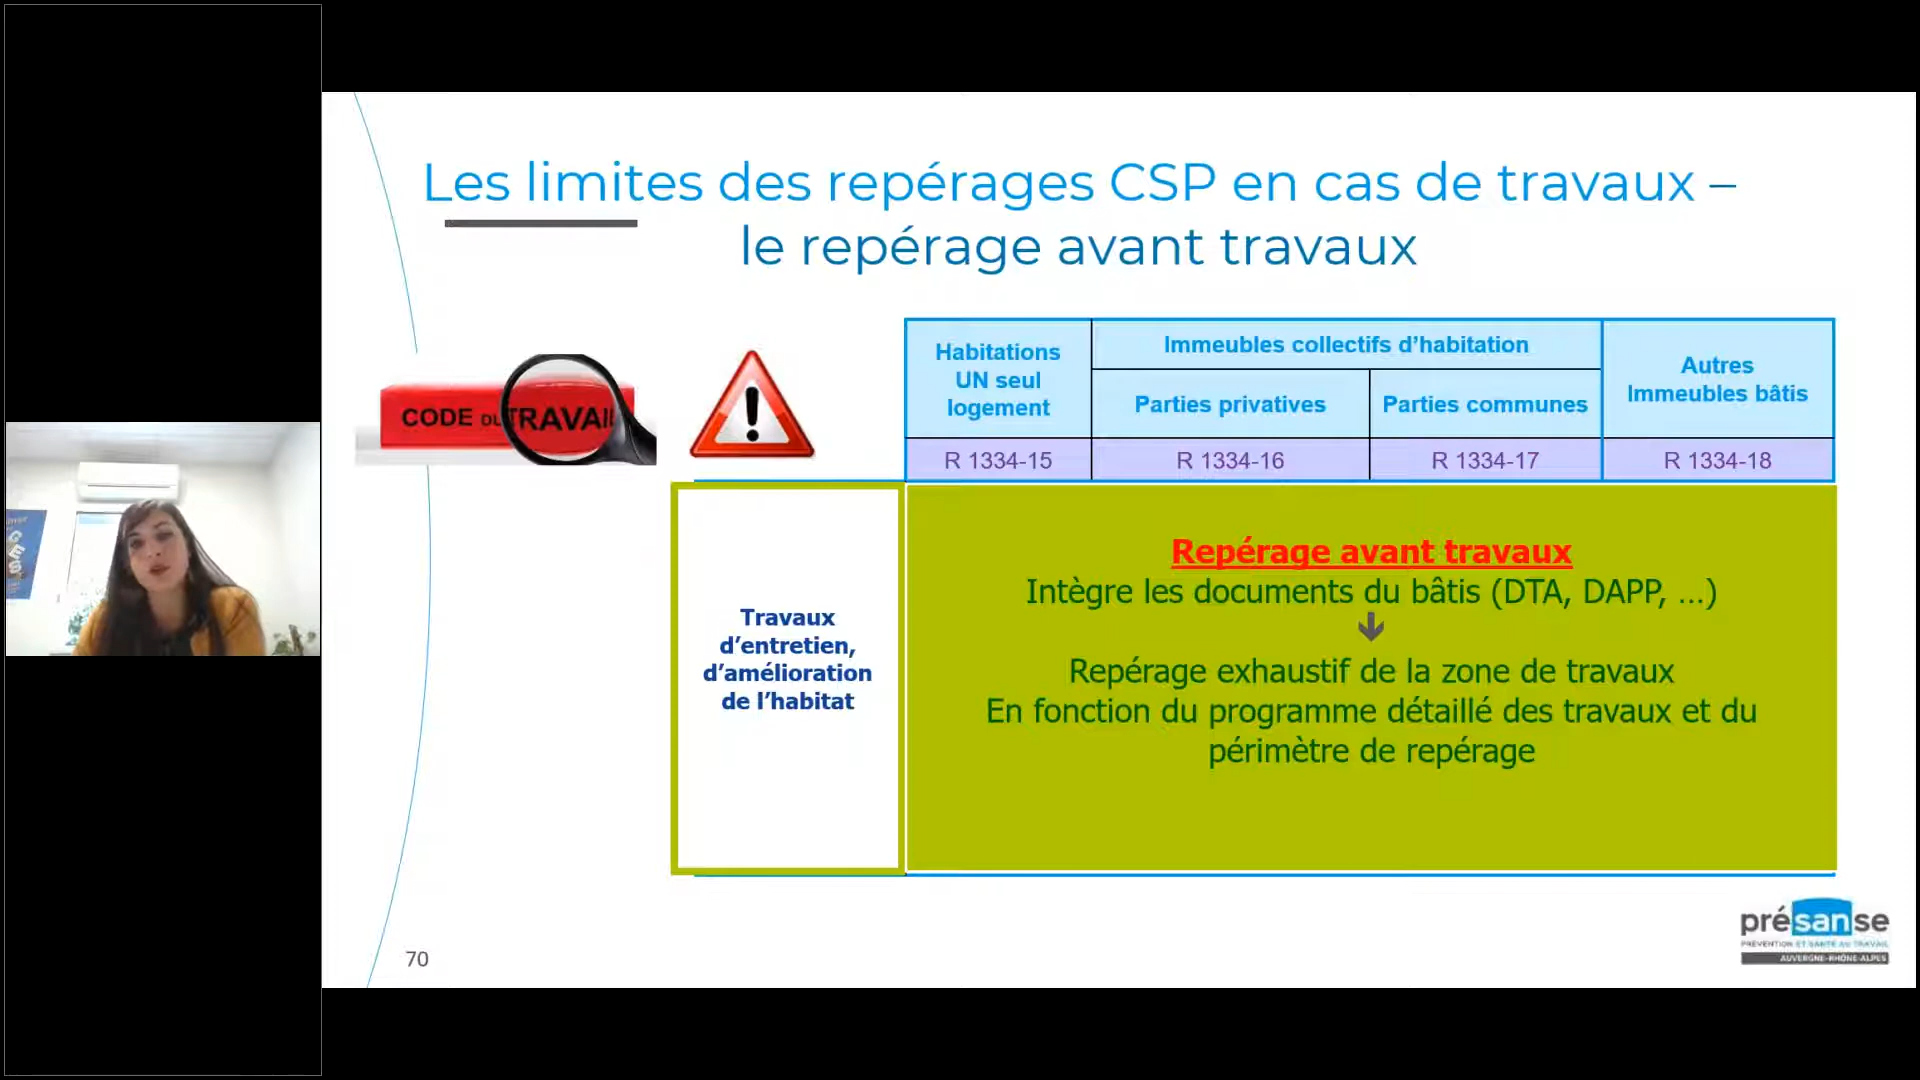 Les limites des repérages CSP en cas de travaux –
le repérage avant travaux
CODE DU TRAVAIL
Habitations
UN seul
logement
Immeubles collectifs d’habitation
Parties privatives
Parties communes
Autres
Immeubles bâtis
R 1334-15
R 1334-16
R 1334-17
R 1334-18
Travaux
d’entretien,
d’amélioration
de l’habitat
Repérage avant travaux
Intègre les documents du bâtis (DTA, DAPP, ...)
Repérage exhaustif de la zone de travaux
En fonction du programme détaillé des travaux et du
périmètre de repérage
70
présanse
PRÉVENTION ET SANTÉ AU TRAVAIL
AUVERGNE-RHÔNE-ALPES